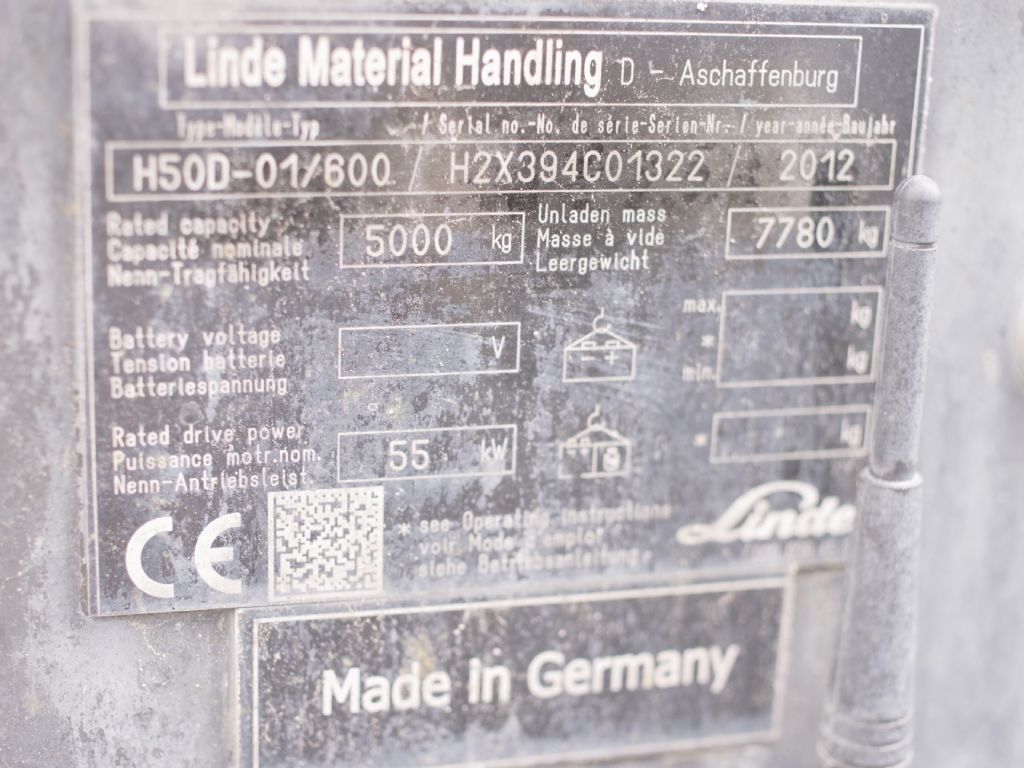 Linde Material Handling D - Aschaffenburg
Type-Modèle-Typ / Serial no.-No. de série-Serien-Nr. / year-année-Baujahr
H50D-01/600 / H2X394C01322 / 2012
Rated capacity
Capacité nominale
Nenn-Tragfähigkeit
5000 kg
Unladen mass
Masse à vide
Leergewicht
7780 kg
Battery voltage
Tension batterie
Batteriespannung
V
- +
max. kg
*
min. kg
Rated drive power
Puissance motr.nom.
Nenn-Antriebsleist.
55 kW
* kg
CE
* see Operating instructions
voir Mode d'emploi
siehe Betriebsanleitung
Linde
Made in Germany